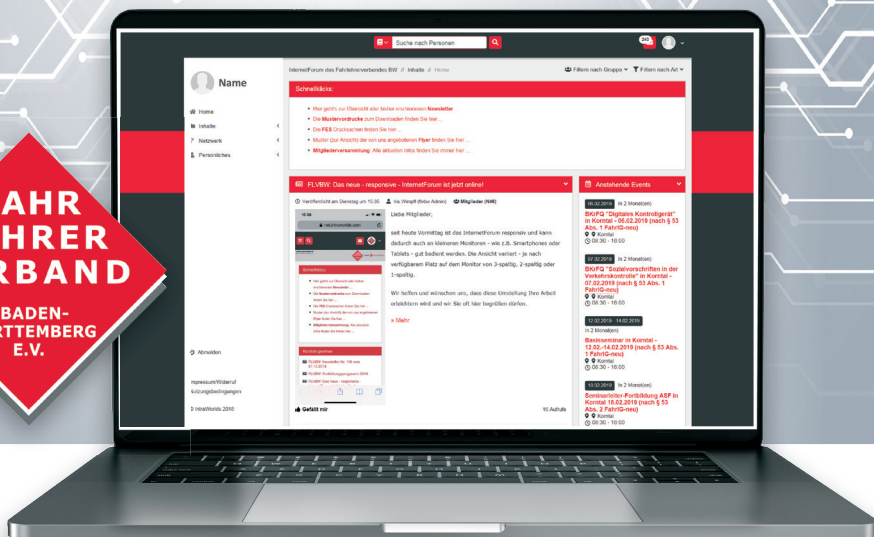 AHR
HRER
RBAND
BADEN-
RTTEMBERG
E.V.
Suche nach Personen
240
Name
Home
Inhalte
Netzwerk
Persönliches
Abmelden
Impressum/Widerruf
Nutzungsbedingungen
© IntraWorlds 2018
InternetForum des Fahrlehrerverbandes BW // Inhalte // Home
Filtern nach Gruppe
Filtern nach Art
Schnellklicks:
Hier geht's zur Übersicht aller bisher erschienenen Newsletter ...
Die Mustervordrucke zum Downloaden finden Sie hier ...
Die FES Drucksachen finden Sie hier ...
Muster (zur Ansicht) der von uns angebotenen Flyer finden Sie hier ...
Mitgliederversammlung: Alle aktuellen Infos finden Sie immer hier ...
FLVBW: Das neue - responsive - InternetForum ist jetzt online!
Veröffentlicht am Dienstag um 15:35
Mitglieder (NWI)
Liebe Mitglieder,
seit heute Vormittag ist das InternetForum responsiv und kann
dadurch auch an kleineren Monitoren - wie z.B. Smartphones oder
Tablets - gut bedient werden. Die Ansicht variiert - je nach
verfügbarem Platz auf dem Monitor von 3-spaltig, 2-spaltig oder
1-spaltig.
Wir hoffen und wünschen uns, dass diese Umstellung Ihre Arbeit
erleichtern wird und wir Sie oft hier begrüßen dürfen.
» Mehr
Gefällt mir
Aufrufe
Anstehende Events
06.02.2019 In 2 Monat(en)
BKrFQ "Digitales Kontrollgerät"
in Korntal - 06.02.2019 (nach § 53
Abs. 1 FahrlG-neu)
Korntal
08:30 - 16:00
07.02.2019 In 2 Monat(en)
BKrFQ "Sozialvorschriften in der
Verkehrskontrolle" in Korntal -
07.02.2019 (nach § 53 Abs. 1
FahrlG-neu)
Korntal
08:30 - 16:00
12.02.2019 - 14.02.2019
In 2 Monat(en)
Basisseminar in Korntal -
12.02.-14.02.2019 (nach § 53 Abs.
1 FahrlG-neu)
Korntal
08:30 - 16:00
18.02.2019 In 2 Monat(en)
Seminarleiter-Fortbildung ASF in
Korntal 18.02.2019 (nach § 53
Abs. 2 FahrlG-neu)
Korntal
08:30 - 16:00